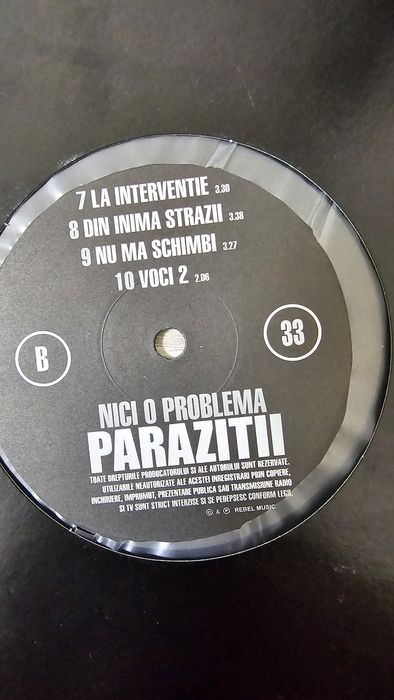 7 LA INTERVENTIE 3.30
8 DIN INIMA STRAZII 3.38
9 NU MA SCHIMBI 3.27
10 VOCI 2 2.06
B
33
NICI O PROBLEMA
PARAZITII
TOATE DREPTURILE PRODUCATORULUI SI ALE AUTORULUI SUNT REZERVATE.
UTILIZARILE NEAUTORIZATE ALE ACESTEI INREGISTRARI PRIN COPIERE,
INCHIRIERE, IMPRUMUT, PREZENTARE PUBLICA SAU TRANSMISIUNE RADIO
SI TV SUNT STRICT INTERZISE SI SE PEDEPSESC CONFORM LEGII.
© & ℗ REBEL MUSIC